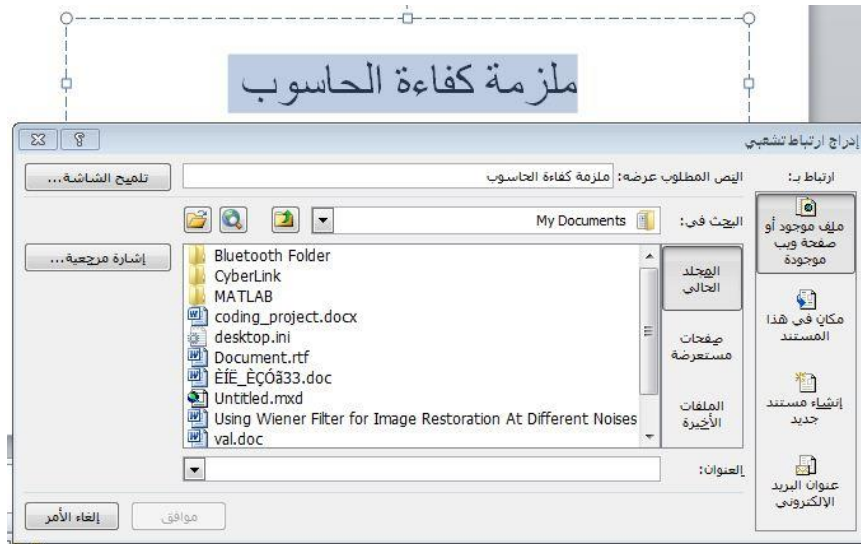 ملزمة كفاءة الحاسوب
إدراج ارتباط تشعبي
ارتباط بـ:
النص المطلوب عرضه: ملزمة كفاءة الحاسوب
تلميح الشاشة...
ملف موجود أو
صفحة ويب
موجودة
البحث في:
My Documents
المجلد
الحالي
صفحات
مستعرضة
الملفات
الأخيرة
Bluetooth Folder
CyberLink
MATLAB
coding_project.docx
desktop.ini
Document.rtf
ÈÍË_ÈÇÓã33.doc
Untitled.mxd
Using Wiener Filter for Image Restoration At Different Noises
val.doc
إشارة مرجعية...
مكان في هذا
المستند
إنشاء مستند
جديد
عنوان البريد
الإلكتروني
العنوان:
موافق
إلغاء الأمر